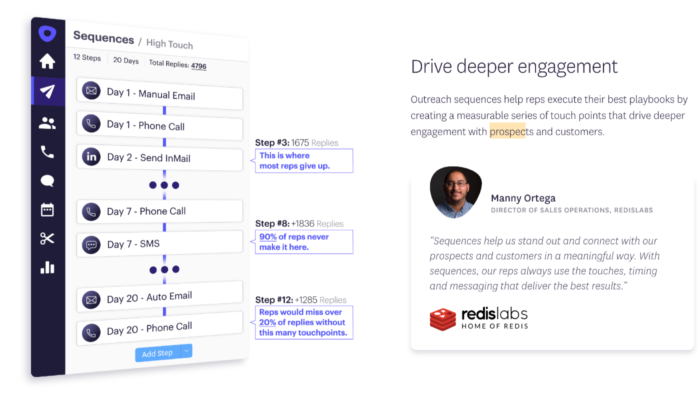 Sequences / High Touch
12 Steps 20 Days Total Replies: 4796
Day 1 - Manual Email
Day 1 - Phone Call
in Day 2 - Send InMail
Day 7 - Phone Call
Day 7 - SMS
Day 20 - Auto Email
Day 20 - Phone Call
Add Step
Step #3: 1675 Replies
This is where
most reps give up.
Step #8: +1836 Replies
90% of reps never
make it here.
Step #12: +1285 Replies
Reps would miss over
20% of replies without
this many touchpoints.
Drive deeper engagement
Outreach sequences help reps execute their best playbooks by
creating a measurable series of touch points that drive deeper
engagement with prospects and customers.
Manny Ortega
DIRECTOR OF SALES OPERATIONS, REDISLABS
“Sequences help us stand out and connect with our
prospects and customers in a meaningful way. With
sequences, our reps always use the touches, timing
and messaging that deliver the best results.”
redislabs
HOME OF REDIS